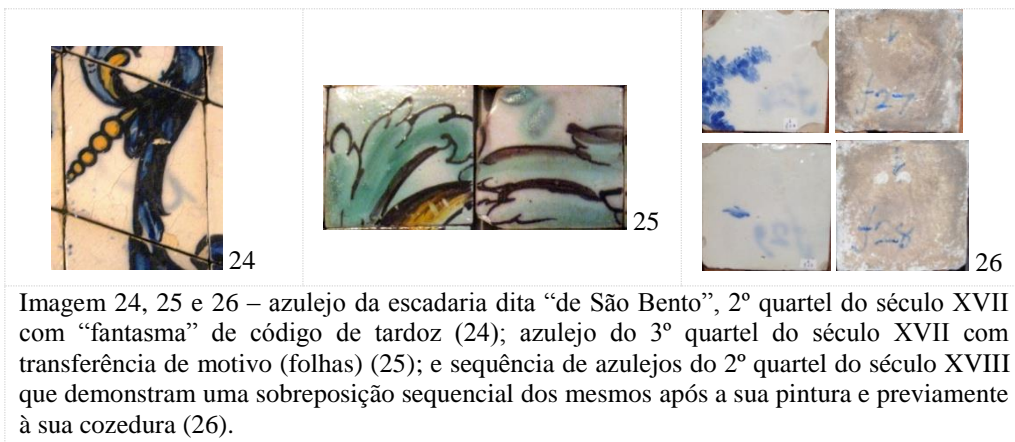 24
25
26
Imagem 24, 25 e 26 – azulejo da escadaria dita “de São Bento”, 2º quartel do século XVII
com “fantasma” de código de tardoz (24); azulejo do 3º quartel do século XVII com
transferência de motivo (folhas) (25); e sequência de azulejos do 2º quartel do século XVIII
que demonstram uma sobreposição sequencial dos mesmos após a sua pintura e previamente
à sua cozedura (26).